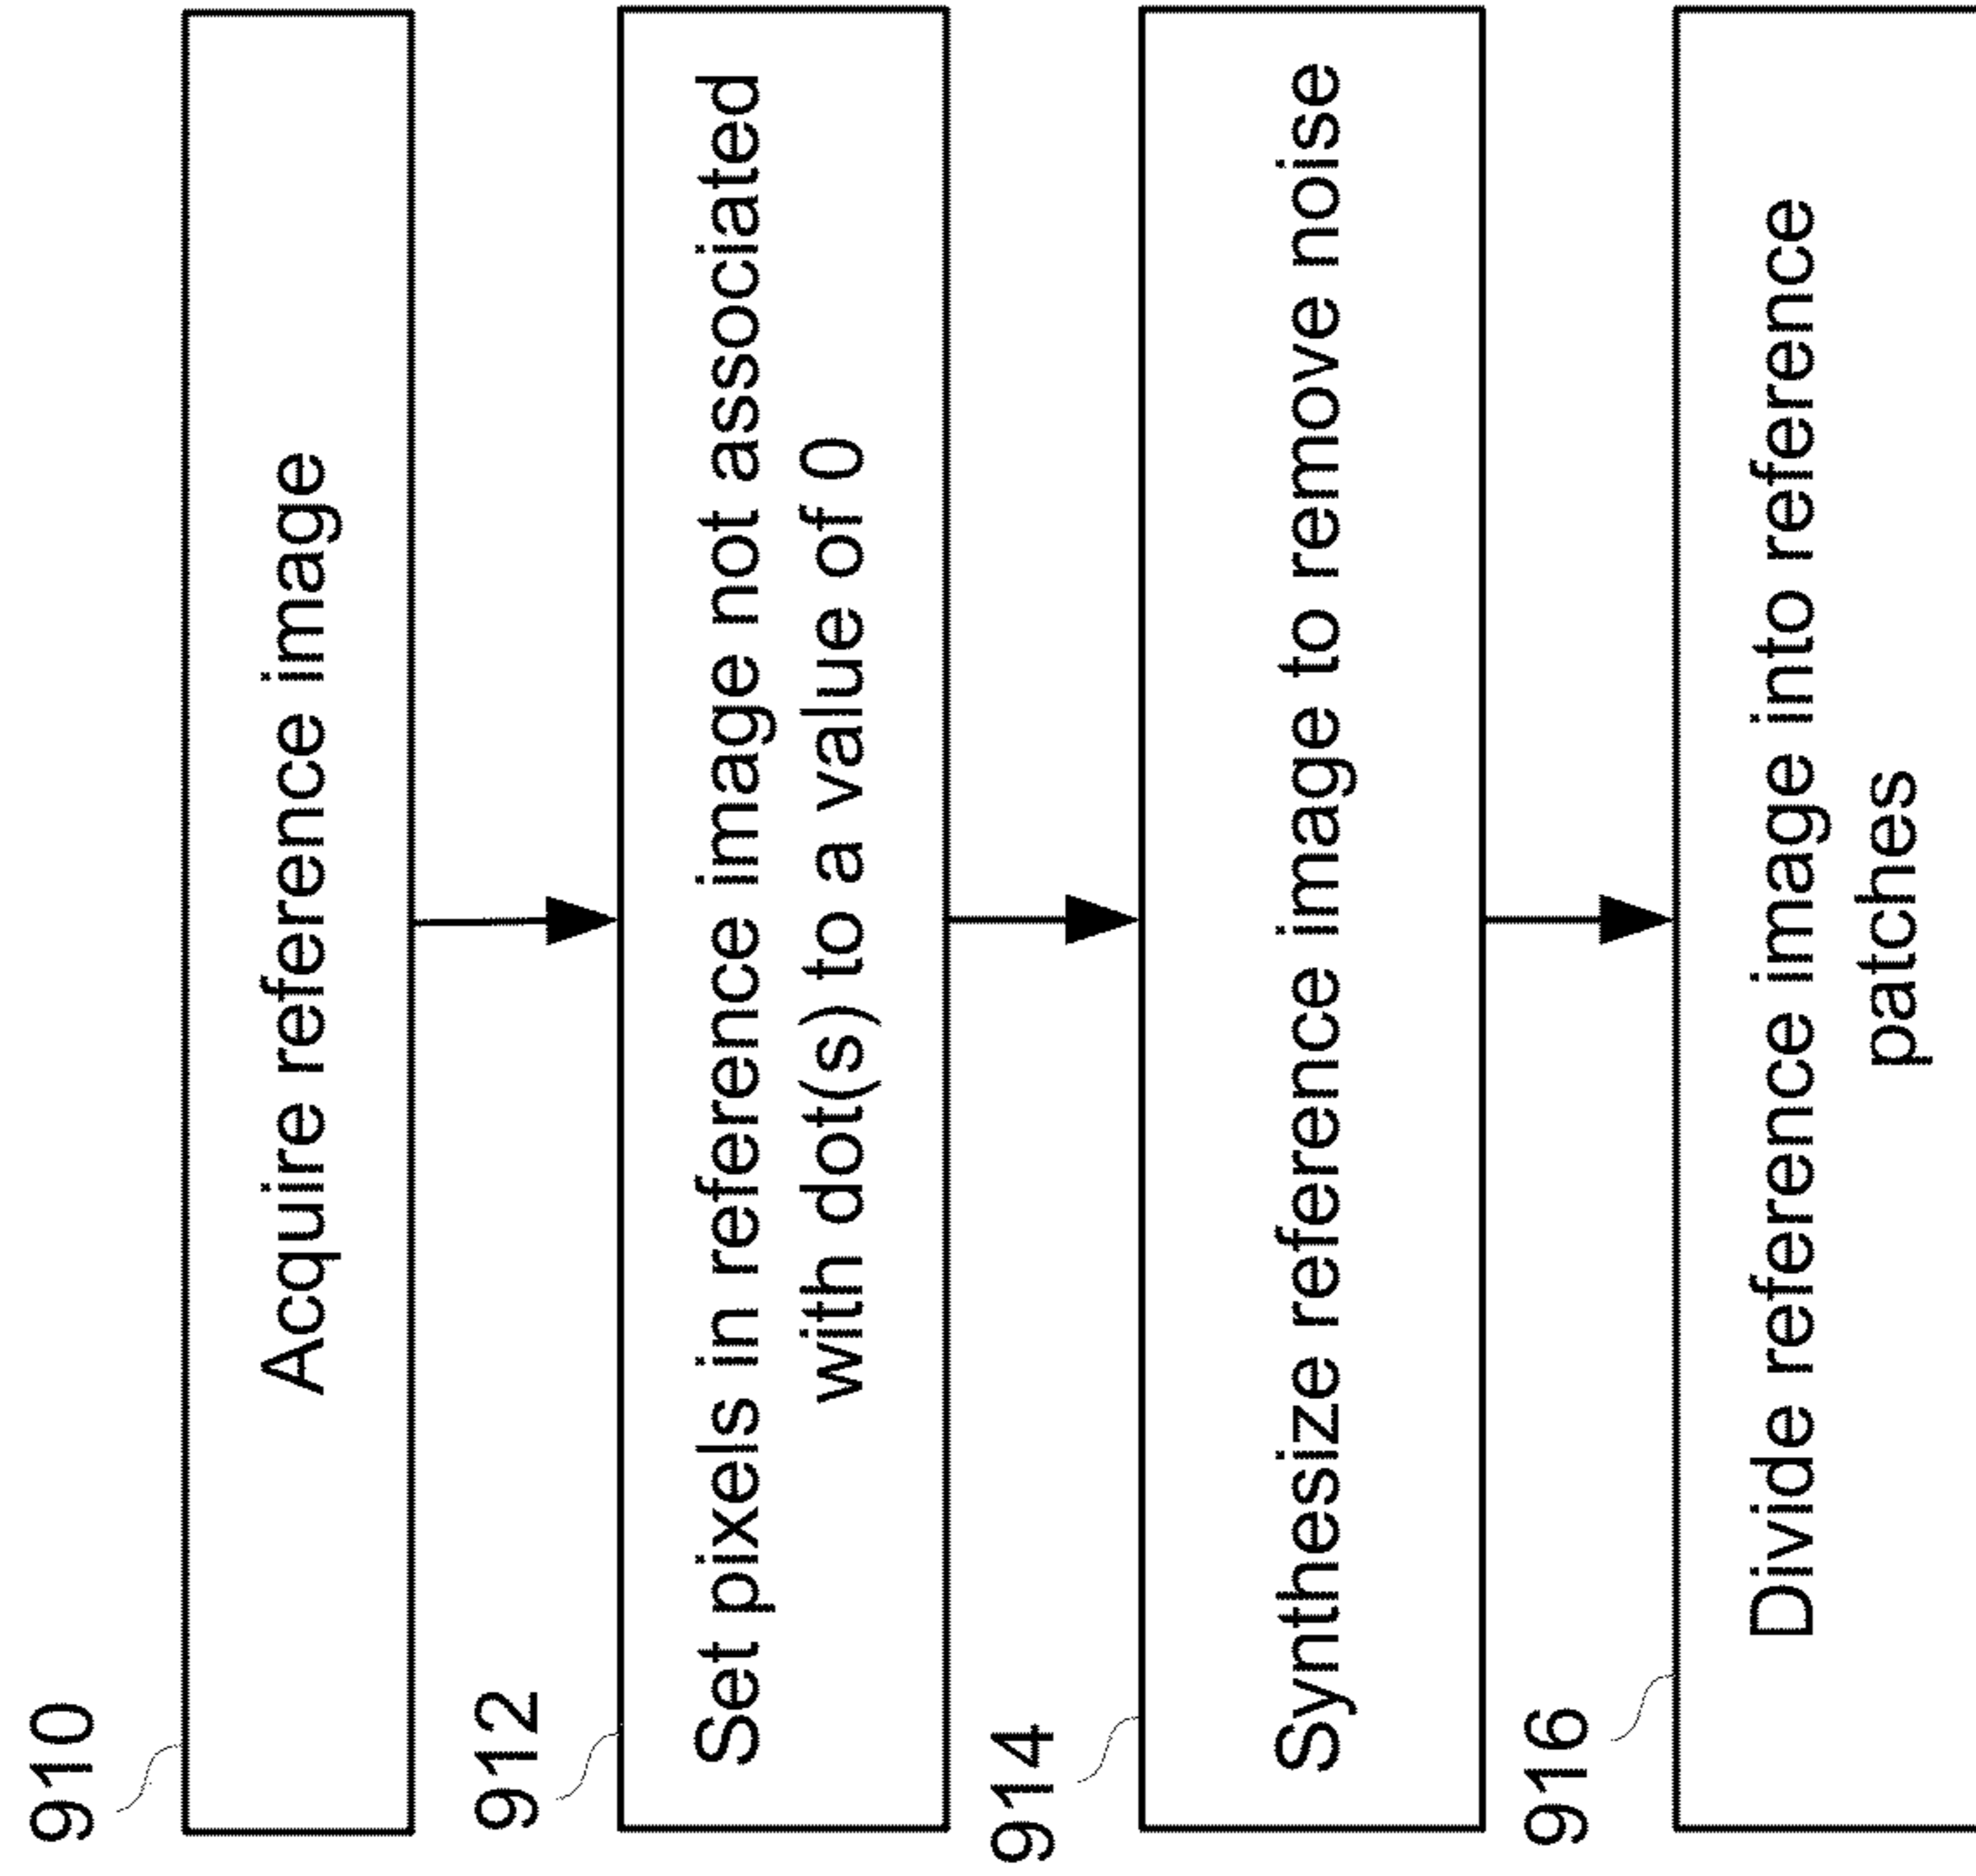 910
Acquire reference image
912
Set pixels in reference image not associated
with dot(s) to a value of 0
914
Synthesize reference image to remove noise
916
Divide reference image into reference
patches